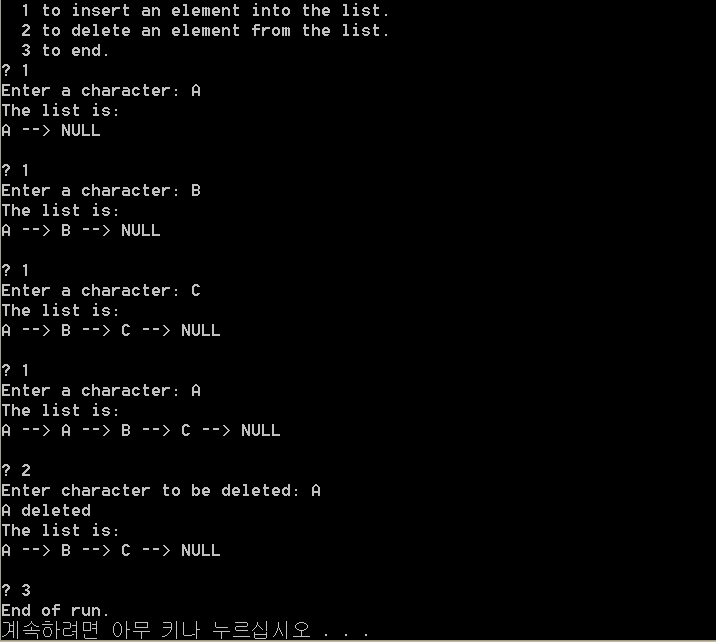 1 to insert an element into the list.
2 to delete an element from the list.
3 to end.
? 1
Enter a character: A
The list is:
A --> NULL
? 1
Enter a character: B
The list is:
A --> B --> NULL
? 1
Enter a character: C
The list is:
A --> B --> C --> NULL
? 1
Enter a character: A
The list is:
A --> A --> B --> C --> NULL
? 2
Enter character to be deleted: A
A deleted
The list is:
A --> B --> C --> NULL
? 3
End of run.
계속하려면 아무 키나 누르십시오 . . .